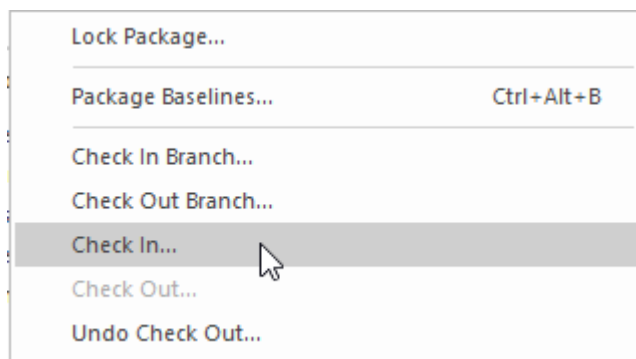 Lock Package...
Package Baselines... Ctrl+Alt+B
Check In Branch...
Check Out Branch...
Check In...
Check Out...
Undo Check Out...